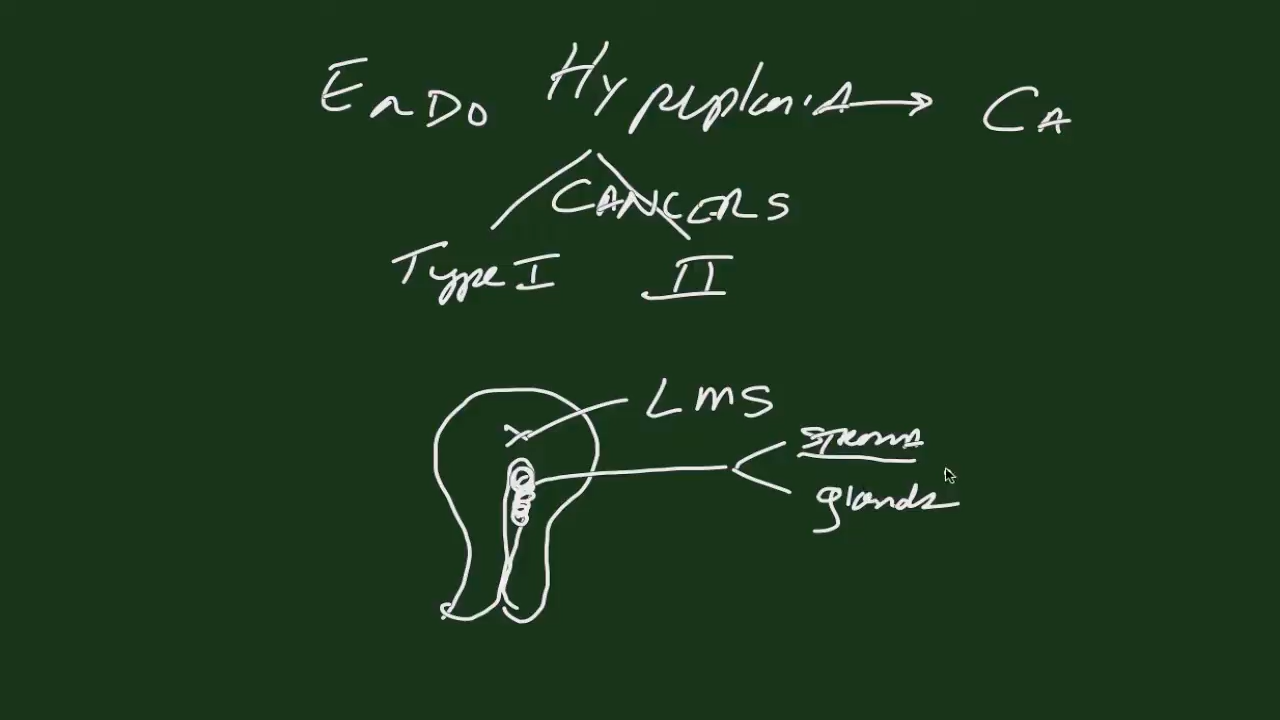 ENDO HyperplasiA → CA
CANCERS
Type I II
LMS
STROMA
glands